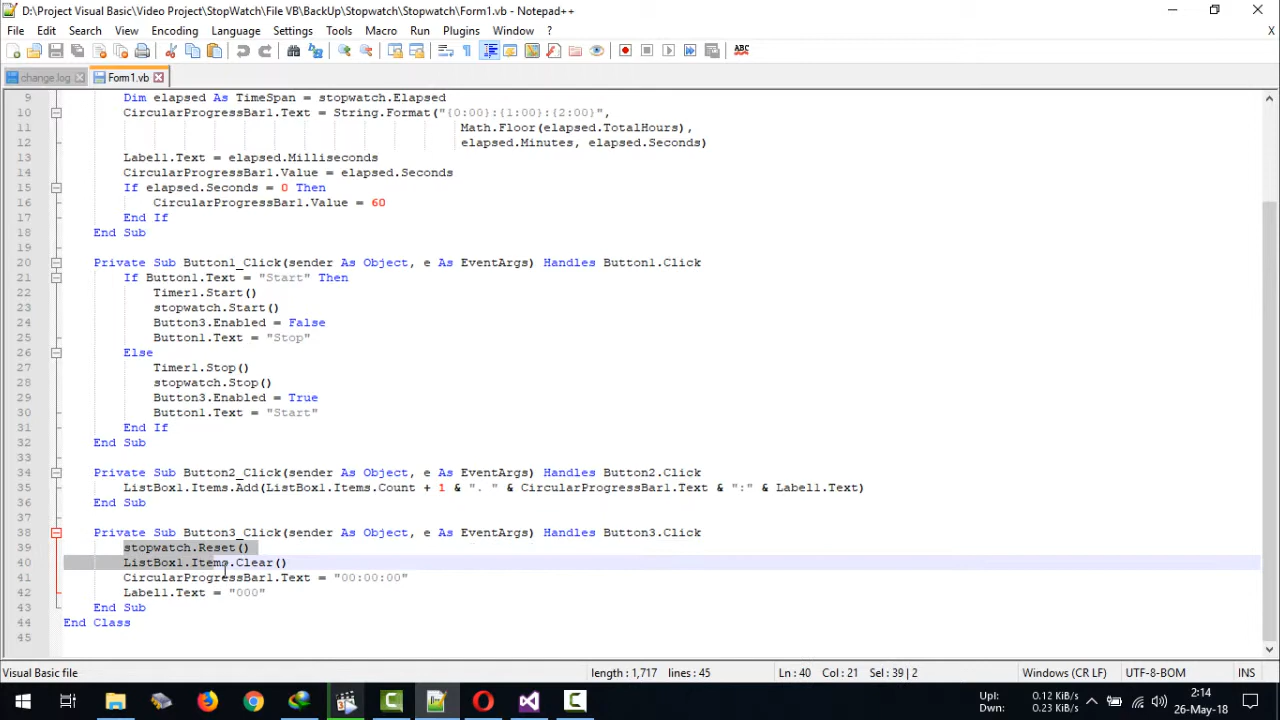 D:\Project Visual Basic\Video Project\StopWatch\File VB\BackUp\Stopwatch\Stopwatch\Form1.vb - Notepad++
File Edit Search View Encoding Language Settings Tools Macro Run Plugins Window ? X
change.log Form1.vb
9 Dim elapsed As TimeSpan = stopwatch.Elapsed
10 CircularProgressBar1.Text = String.Format("{0:00}:{1:00}:{2:00}",
11 Math.Floor(elapsed.TotalHours),
12 elapsed.Minutes, elapsed.Seconds)
13 Label1.Text = elapsed.Milliseconds
14 CircularProgressBar1.Value = elapsed.Seconds
15 If elapsed.Seconds = 0 Then
16 CircularProgressBar1.Value = 60
17 End If
18 End Sub
19
20 Private Sub Button1_Click(sender As Object, e As EventArgs) Handles Button1.Click
21 If Button1.Text = "Start" Then
22 Timer1.Start()
23 stopwatch.Start()
24 Button3.Enabled = False
25 Button1.Text = "Stop"
26 Else
27 Timer1.Stop()
28 stopwatch.Stop()
29 Button3.Enabled = True
30 Button1.Text = "Start"
31 End If
32 End Sub
33
34 Private Sub Button2_Click(sender As Object, e As EventArgs) Handles Button2.Click
35 ListBox1.Items.Add(ListBox1.Items.Count + 1 & ". " & CircularProgressBar1.Text & ":" & Label1.Text)
36 End Sub
37
38 Private Sub Button3_Click(sender As Object, e As EventArgs) Handles Button3.Click
39 stopwatch.Reset()
40 ListBox1.Items.Clear()
41 CircularProgressBar1.Text = "00:00:00"
42 Label1.Text = "000"
43 End Sub
44 End Class
45
Visual Basic file length : 1,717 lines : 45 Ln : 40 Col : 21 Sel : 39 | 2 Windows (CR LF) UTF-8-BOM INS
Upl: 0.12 KiB/s 2:14
Dwn: 0.23 KiB/s 26-May-18